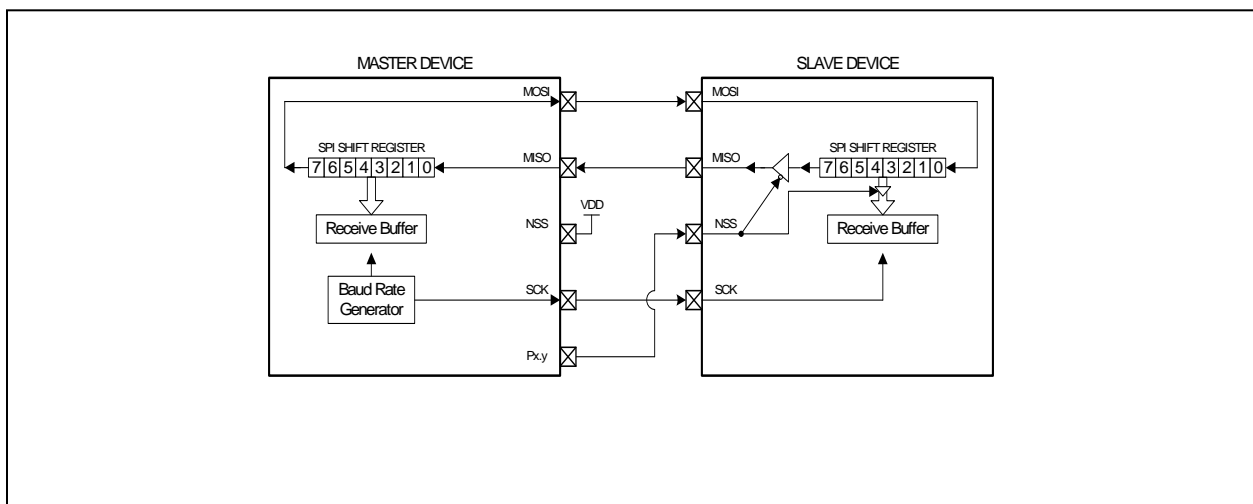 MASTER DEVICE
SLAVE DEVICE
MOSI
MOSI
SPI SHIFT REGISTER
7 6 5 4 3 2 1 0
MISO
MISO
SPI SHIFT REGISTER
7 6 5 4 3 2 1 0
VDD
NSS
NSS
Receive Buffer
Receive Buffer
Baud Rate
Generator
SCK
SCK
Px.y